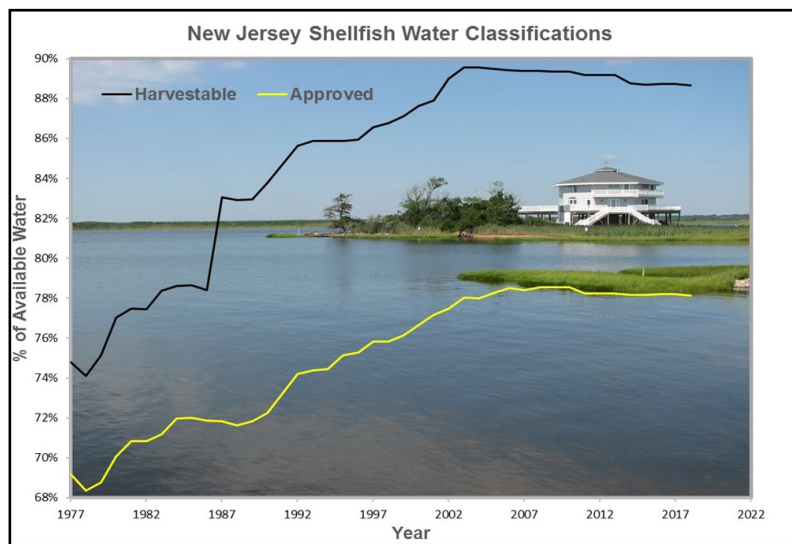 New Jersey Shellfish Water Classifications
90%
Harvestable Approved
88%
86%
84%
82%
80%
78%
76%
74%
72%
70%
68%
% of Available Water
1977 1982 1987 1992 1997 2002 2007 2012 2017 2022
Year